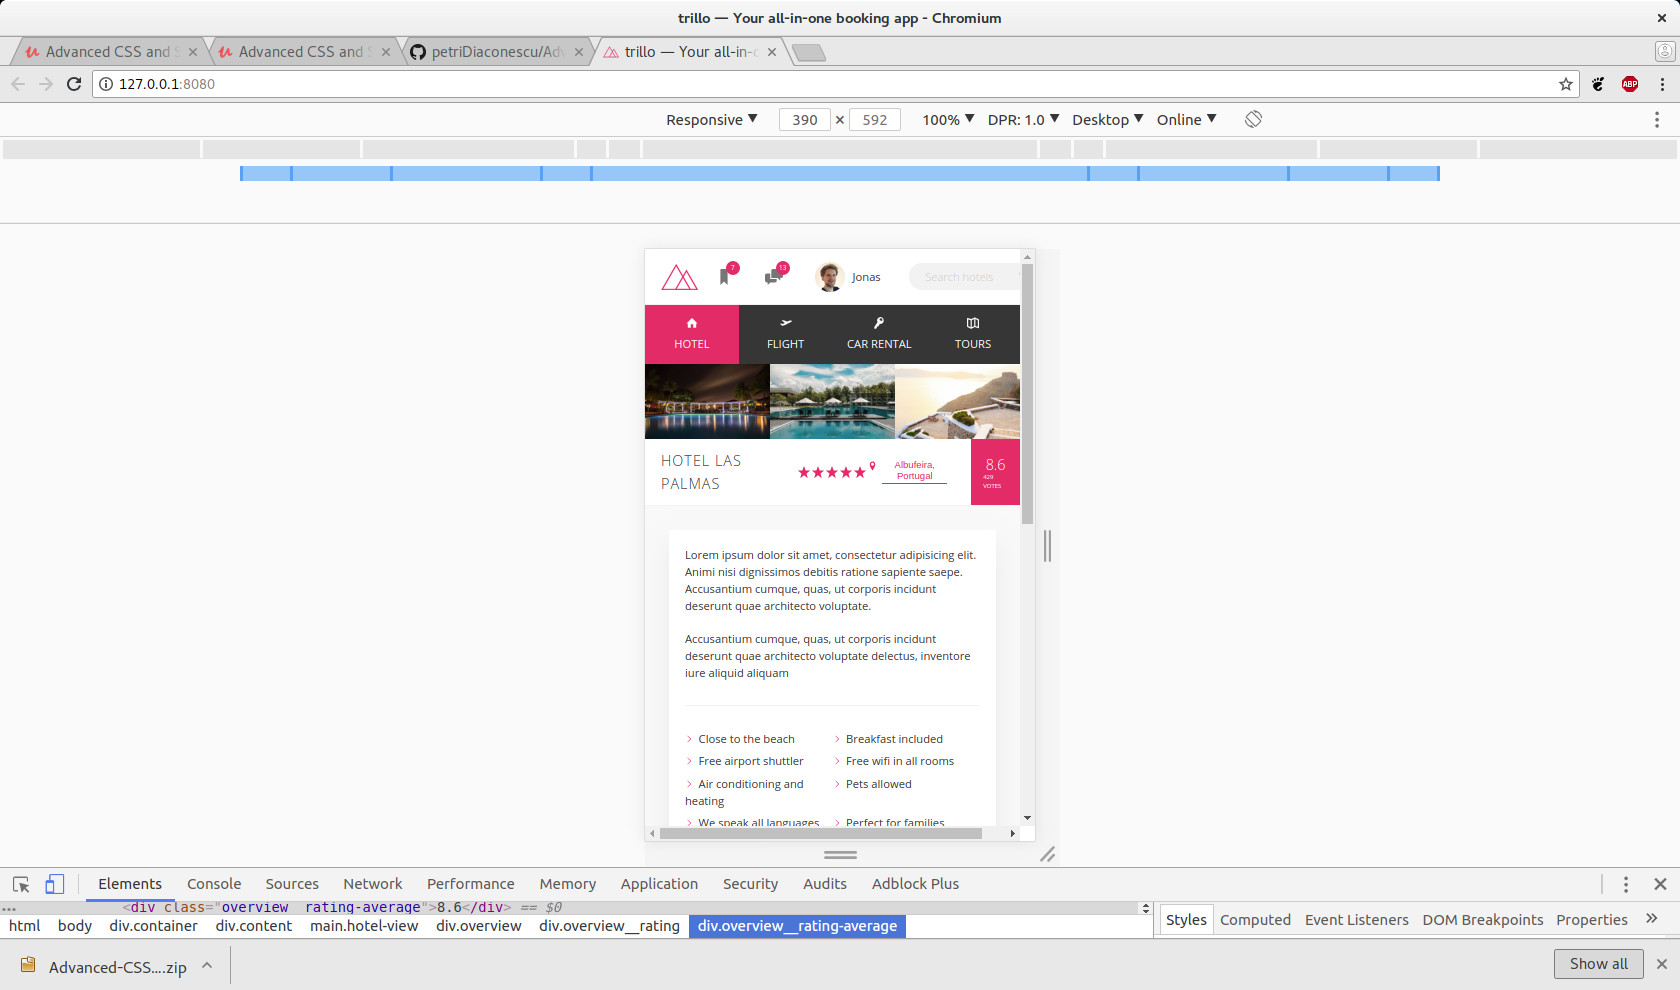 trillo — Your all-in-one booking app - Chromium
Advanced CSS and S
Advanced CSS and S
petriDiaconescu/Adv
trillo — Your all-in-o
127.0.0.1:8080
ABP
Responsive ▼ 390 × 592 100% ▼ DPR: 1.0 ▼ Desktop ▼ Online ▼
7
13
Jonas
Search hotels
HOTEL
FLIGHT
CAR RENTAL
TOURS
HOTEL LAS
PALMAS
Albufeira,
Portugal
8.6
429
VOTES
Lorem ipsum dolor sit amet, consectetur adipisicing elit.
Animi nisi dignissimos debitis ratione sapiente saepe.
Accusantium cumque, quas, ut corporis incidunt
deserunt quae architecto voluptate.
Accusantium cumque, quas, ut corporis incidunt
deserunt quae architecto voluptate delectus, inventore
iure aliquid aliquam
Close to the beach
Breakfast included
Free airport shuttler
Free wifi in all rooms
Air conditioning and
heating
Pets allowed
We speak all languages
Perfect for families
Elements Console Sources Network Performance Memory Application Security Audits Adblock Plus
... <div class="overview__rating-average">8.6</div> == $0
html body div.container div.content main.hotel-view div.overview div.overview__rating div.overview__rating-average
Styles Computed Event Listeners DOM Breakpoints Properties »
Advanced-CSS....zip
Show all